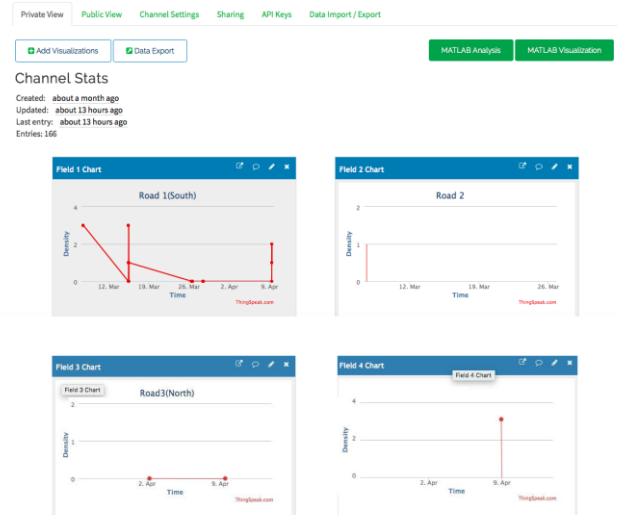 Private View Public View Channel Settings Sharing API Keys Data Import / Export
Add Visualizations Data Export MATLAB Analysis MATLAB Visualization
Channel Stats
Created: about a month ago
Updated: about 13 hours ago
Last entry: about 13 hours ago
Entries: 166
Field 1 Chart
Road 1(South)
4
2
0
Density
12. Mar 19. Mar 26. Mar 2. Apr 9. Apr
Time
ThingSpeak.com
Field 2 Chart
Road 2
2
1
0
Density
12. Mar 19. Mar 26. Mar
Time
ThingSpeak.com
Field 3 Chart
Field 3 Chart
Road3(North)
2
1
0
Density
2. Apr 9. Apr
Time
ThingSpeak.com
Field 4 Chart
Field 4 Chart
4
2
0
Density
2. Apr 9. Apr
Time
ThingSpeak.com